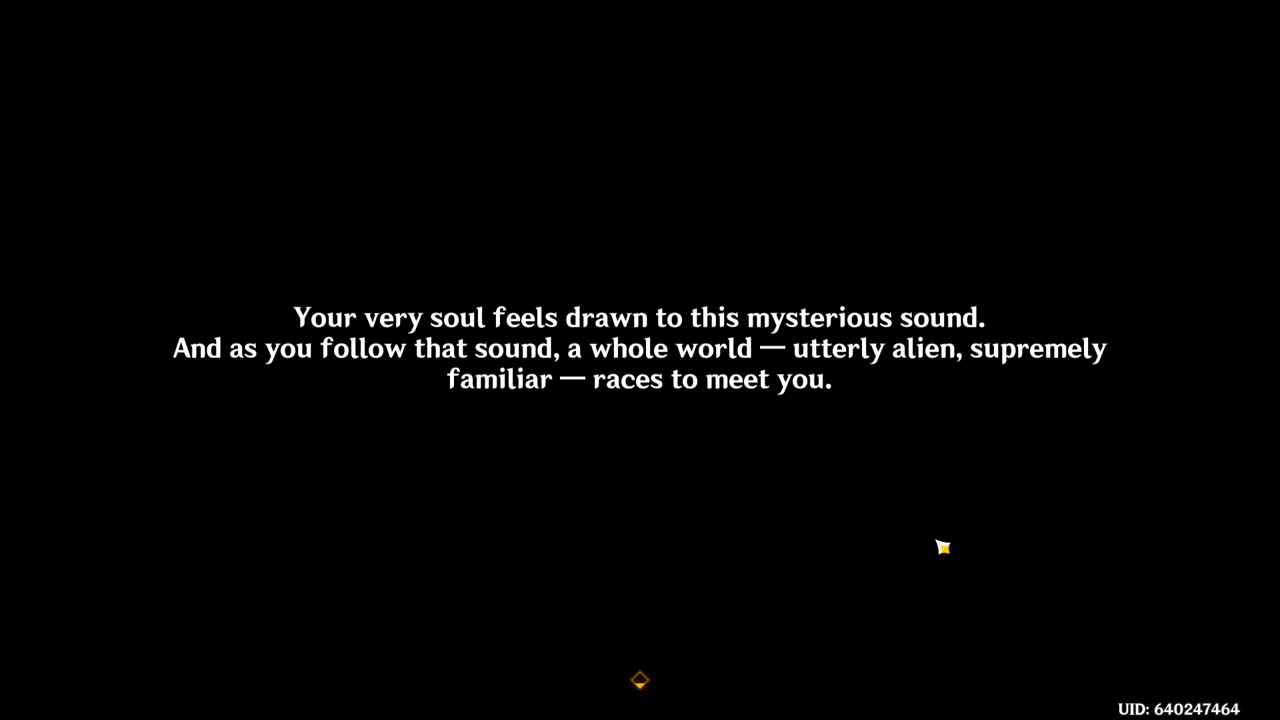 Your very soul feels drawn to this mysterious sound.
And as you follow that sound, a whole world — utterly alien, supremely
familiar — races to meet you.
UID: 640247464